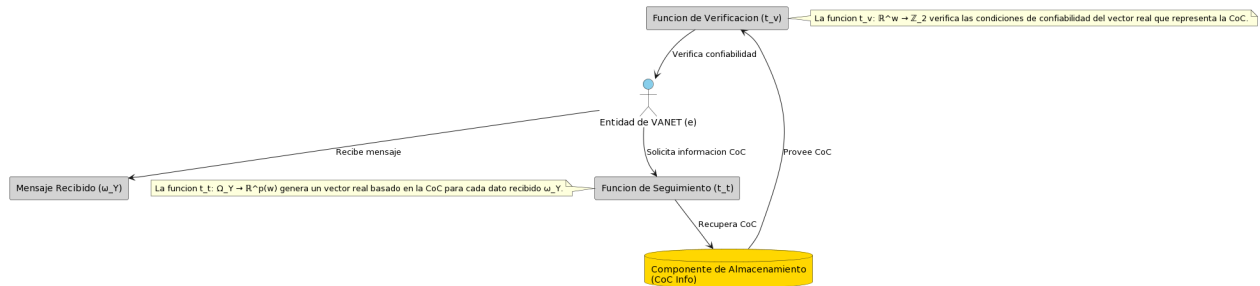 Funcion de Verificacion (t_v)
La funcion t_v: ℝ^w → ℤ_2 verifica las condiciones de confiabilidad del vector real que representa la CoC.
Verifica confiabilidad
Entidad de VANET (e)
Recibe mensaje
Solicita informacion CoC
Provee CoC
Mensaje Recibido (ω_Y)
La funcion t_t: Ω_Y → ℝ^p(w) genera un vector real basado en la CoC para cada dato recibido ω_Y.
Funcion de Seguimiento (t_t)
Recupera CoC
Componente de Almacenamiento
(CoC Info)